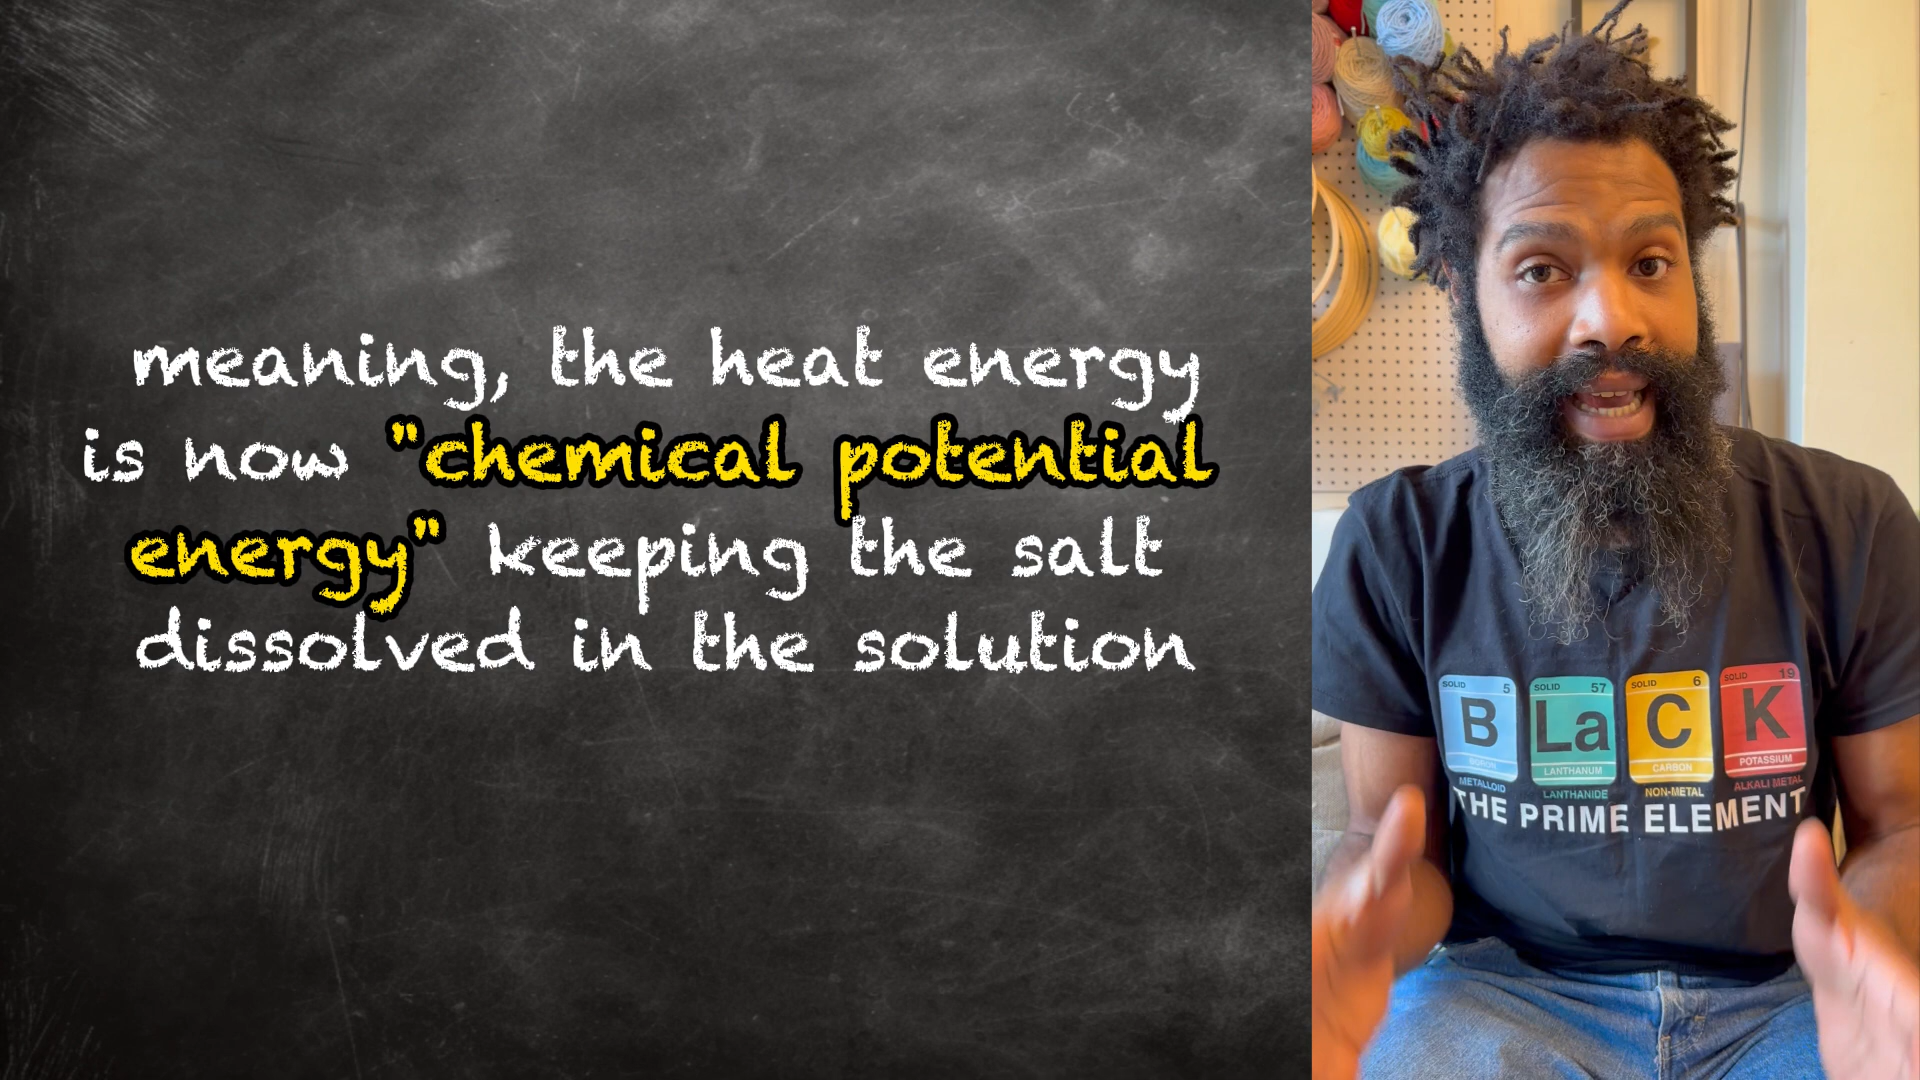 meaning, the heat energy
is now "chemical potential
energy" keeping the salt
dissolved in the solution
SOLID 5 SOLID 57 SOLID 6 SOLID 19
B La C K
BORON LANTHANUM CARBON POTASSIUM
METALLOID LANTHANIDE NON-METAL ALKALI METAL
THE PRIME ELEMENT